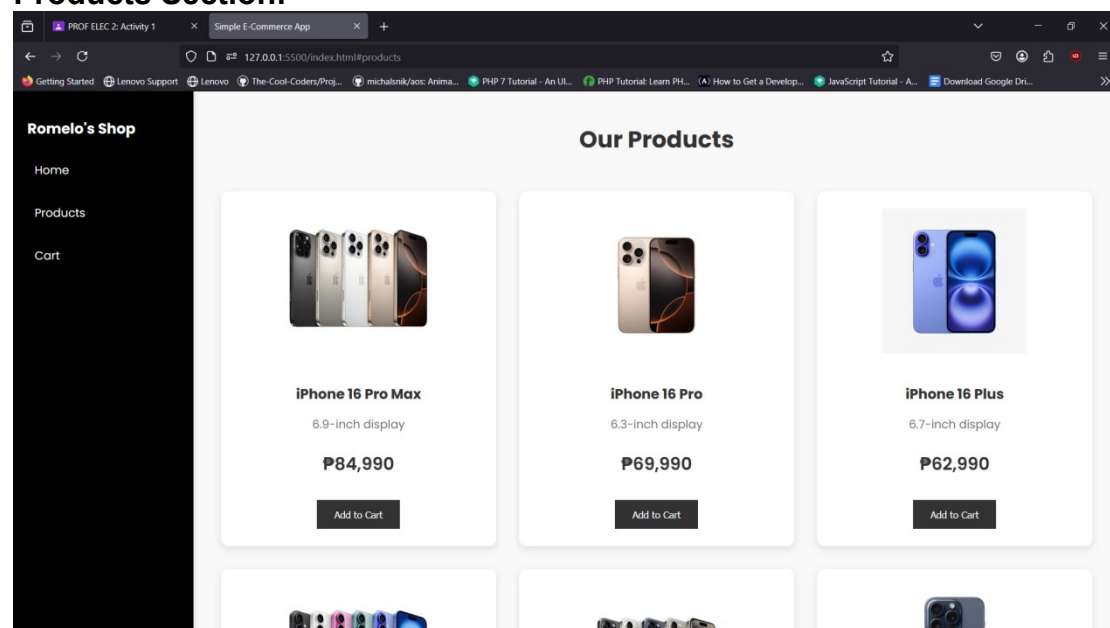 Products Section:
PROF ELEC 2: Activity 1
Simple E-Commerce App
127.0.0.1:5500/index.html#products
Getting Started Lenovo Support Lenovo The-Cool-Coders/Proj... michalsnik/aos: Anima... PHP 7 Tutorial - An Ul... PHP Tutorial: Learn PH... How to Get a Develop... JavaScript Tutorial - A... Download Google Dri...
Romelo's Shop
Home
Products
Cart
Our Products
iPhone 16 Pro Max
6.9-inch display
₱84,990
Add to Cart
iPhone 16 Pro
6.3-inch display
₱69,990
Add to Cart
iPhone 16 Plus
6.7-inch display
₱62,990
Add to Cart